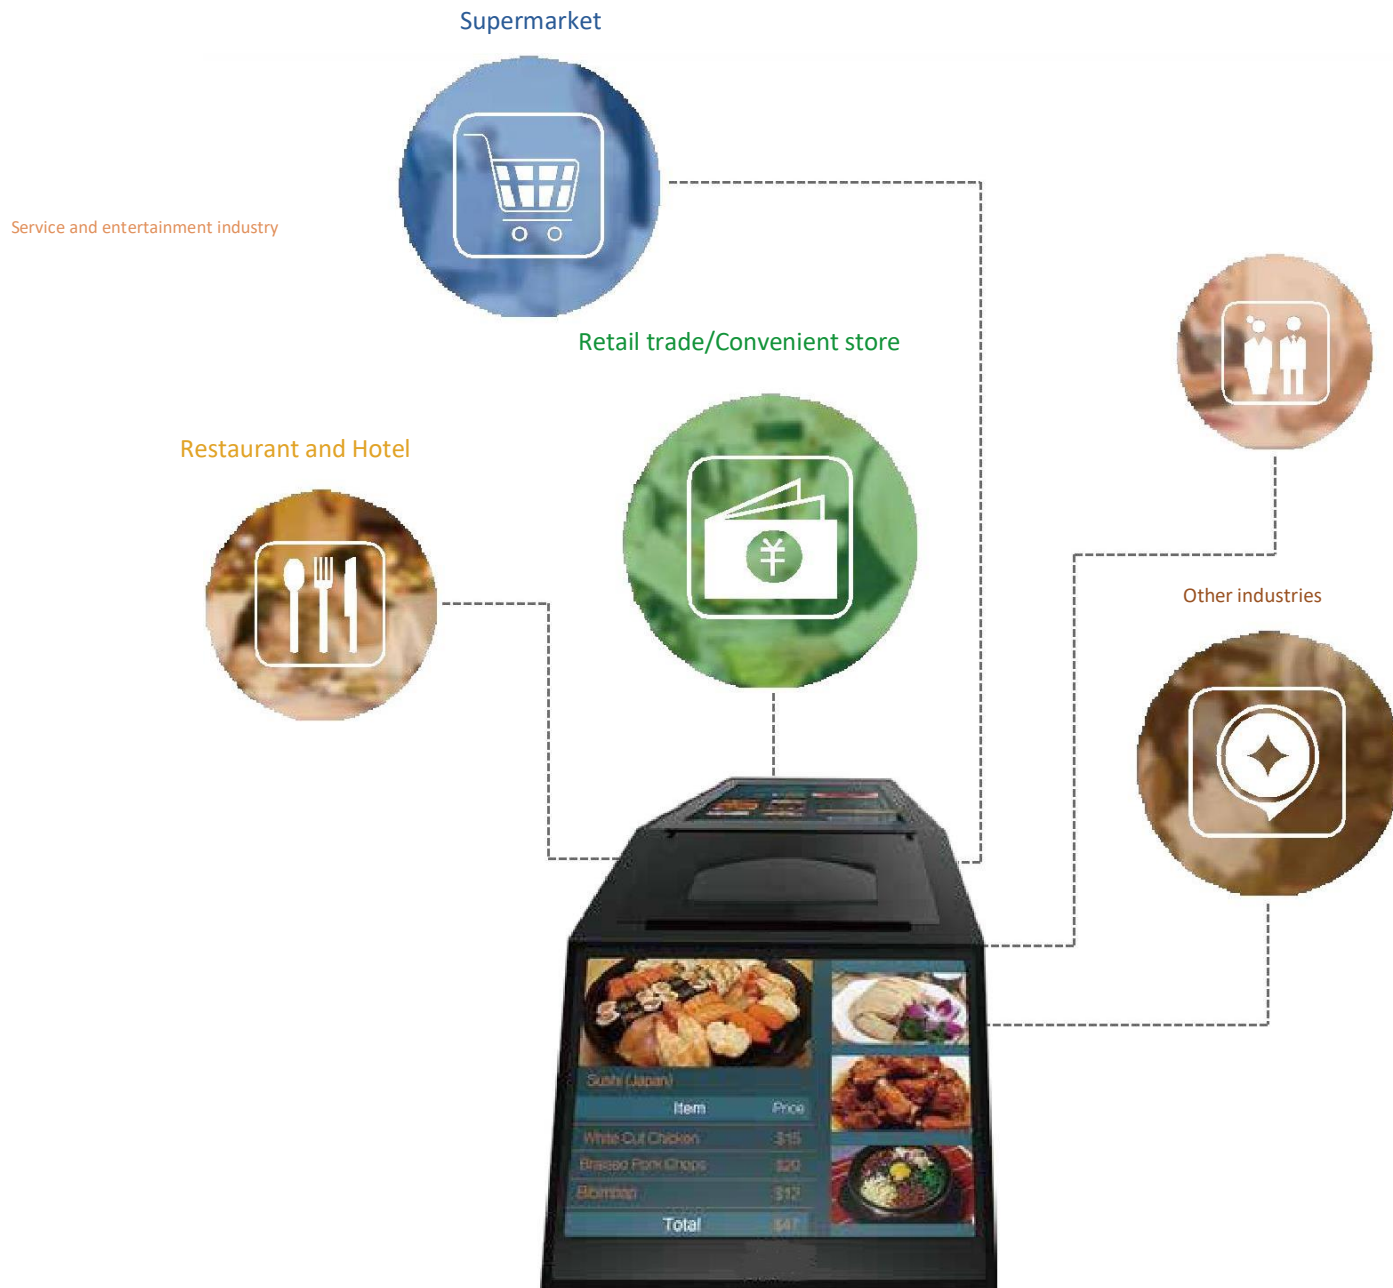 Supermarket
Service and entertainment industry
Retail trade/Convenient store
Restaurant and Hotel
¥
Other industries
Sushi (Japan)
Item Price
White Cut Chicken $15
Braised Pork Chops $20
Bibimbap $12
Total $47